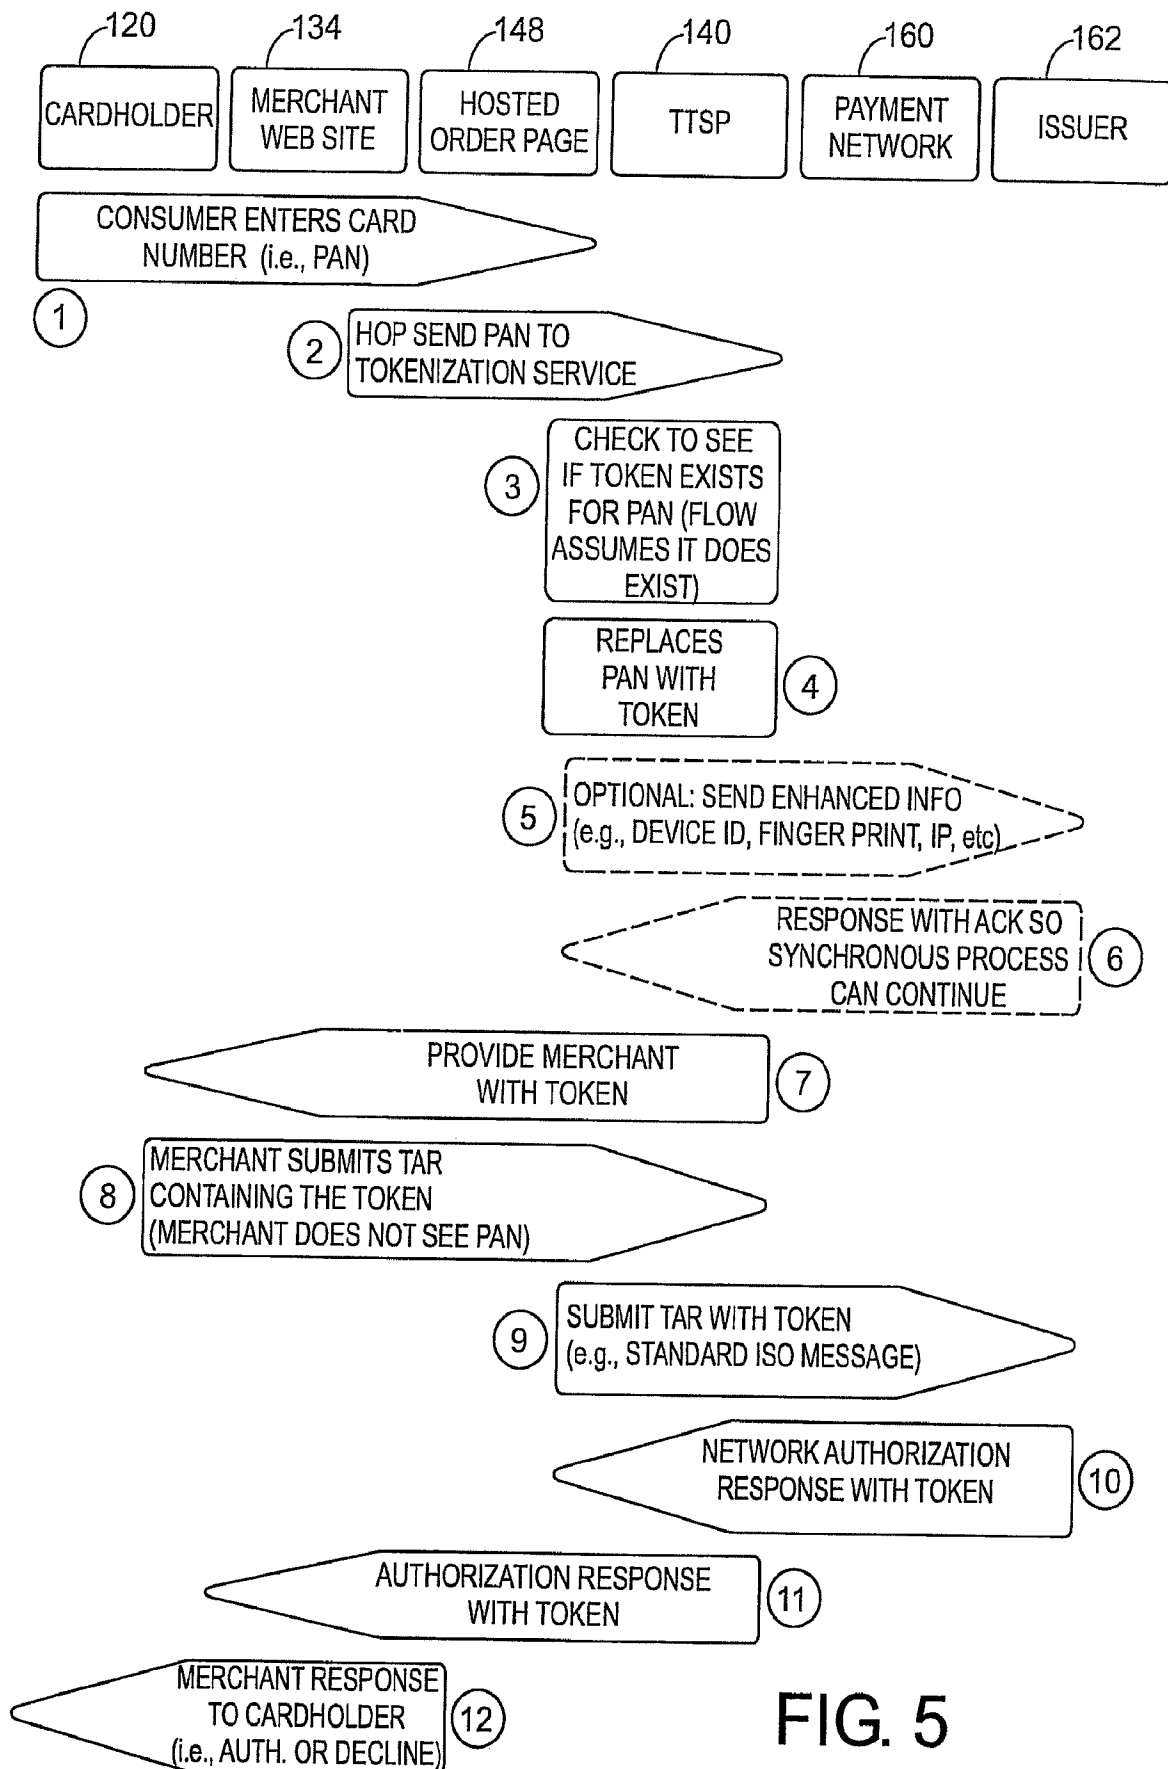 120
134
148
140
160
162
CARDHOLDER
MERCHANT
WEB SITE
HOSTED
ORDER PAGE
TTSP
PAYMENT
NETWORK
ISSUER
CONSUMER ENTERS CARD
NUMBER (i.e., PAN)
1
2
HOP SEND PAN TO
TOKENIZATION SERVICE
3
CHECK TO SEE
IF TOKEN EXISTS
FOR PAN (FLOW
ASSUMES IT DOES
EXIST)
REPLACES
PAN WITH
TOKEN
4
5
OPTIONAL: SEND ENHANCED INFO
(e.g., DEVICE ID, FINGER PRINT, IP, etc)
RESPONSE WITH ACK SO
SYNCHRONOUS PROCESS
CAN CONTINUE
6
PROVIDE MERCHANT
WITH TOKEN
7
8
MERCHANT SUBMITS TAR
CONTAINING THE TOKEN
(MERCHANT DOES NOT SEE PAN)
9
SUBMIT TAR WITH TOKEN
(e.g., STANDARD ISO MESSAGE)
NETWORK AUTHORIZATION
RESPONSE WITH TOKEN
10
AUTHORIZATION RESPONSE
WITH TOKEN
11
MERCHANT RESPONSE
TO CARDHOLDER
(i.e., AUTH. OR DECLINE)
12
FIG. 5